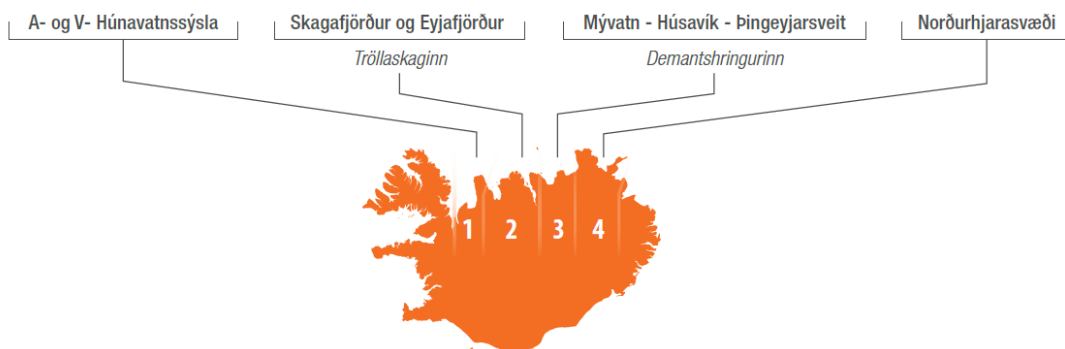 A- og V- Húnavatnssýsla
Skagafjörður og Eyjafjörður
Mývatn - Húsavík - Þingeyjarsveit
Norðurhjarasvæði
Tröllaskaginn
Demantshringurinn
1 2 3 4